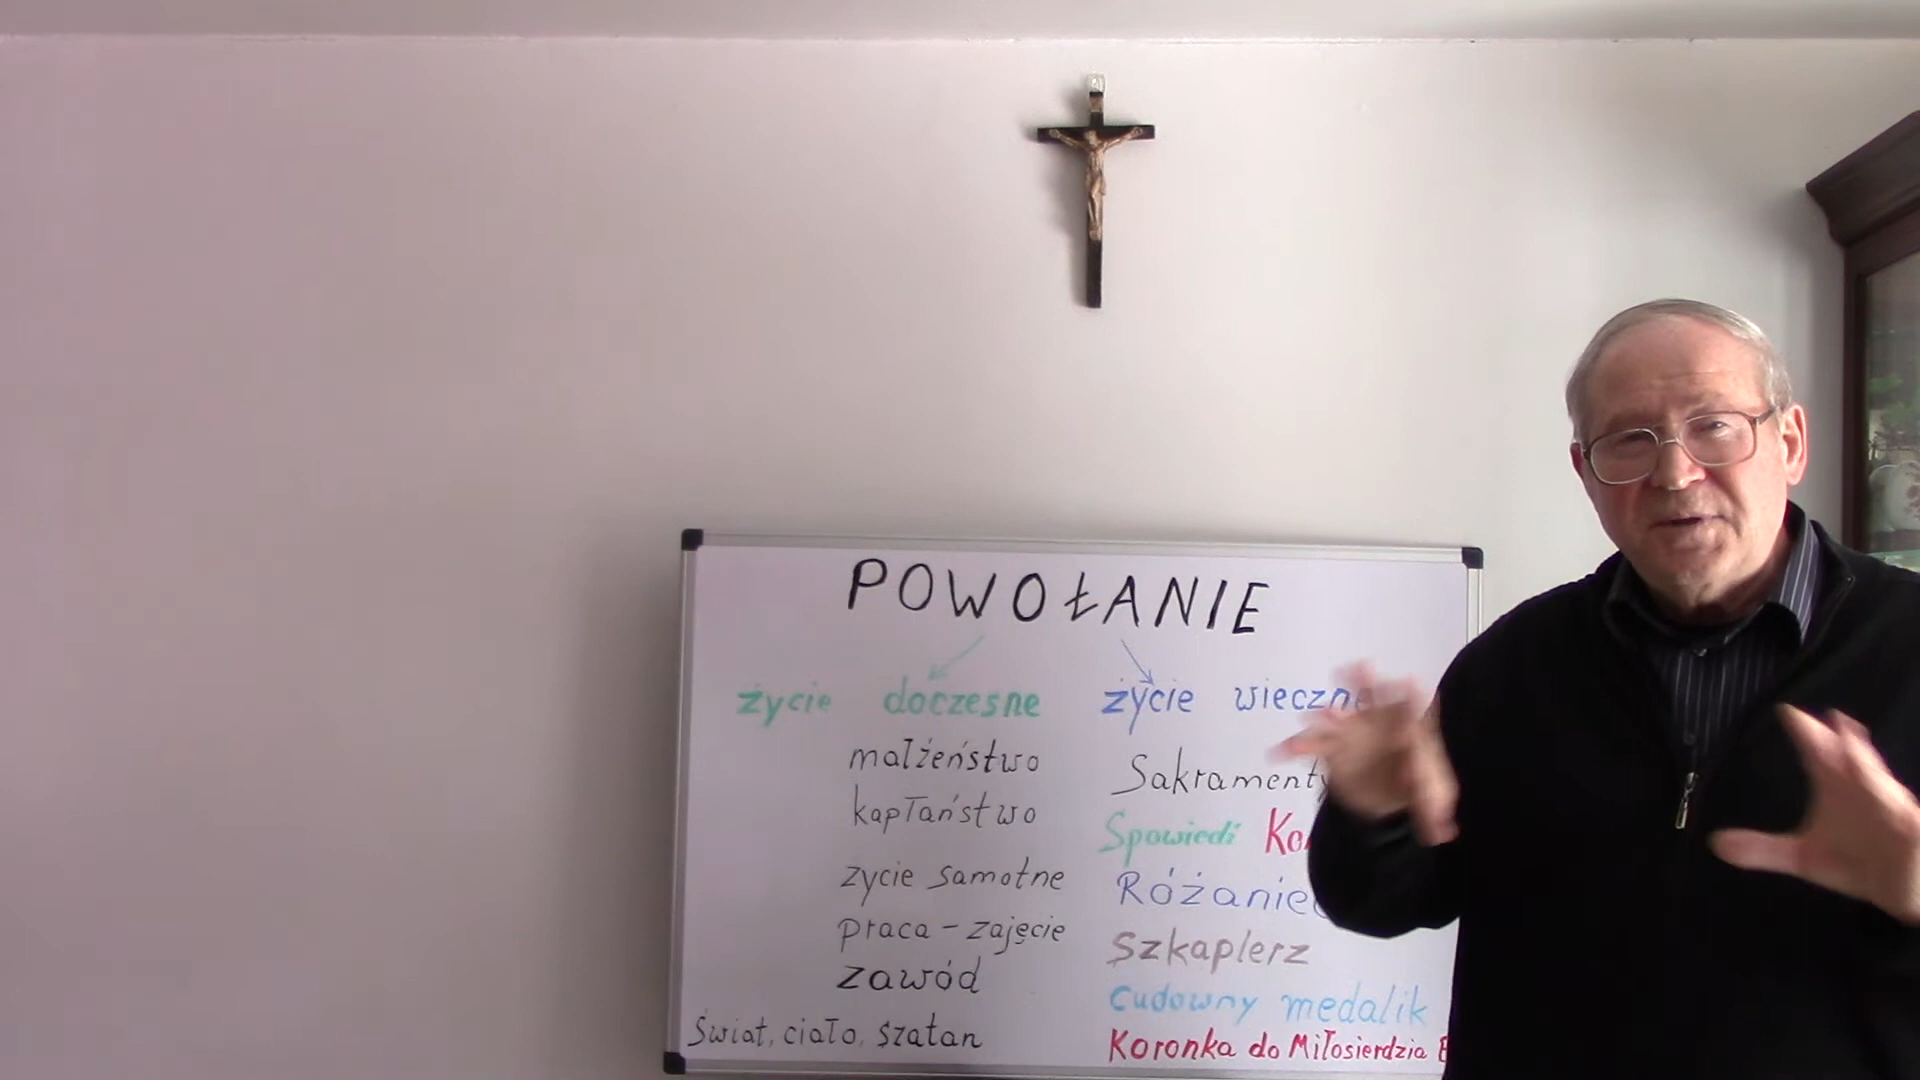 POWOŁANIE
życie doczesne
małżeństwo
kapłaństwo
życie samotne
praca - zajęcie
zawód
świat, ciało, szatan
życie wieczne
Sakramenty
Spowiedź
Różaniec
Szkaplerz
Cudowny medalik
Koronka do Miłosierdzia